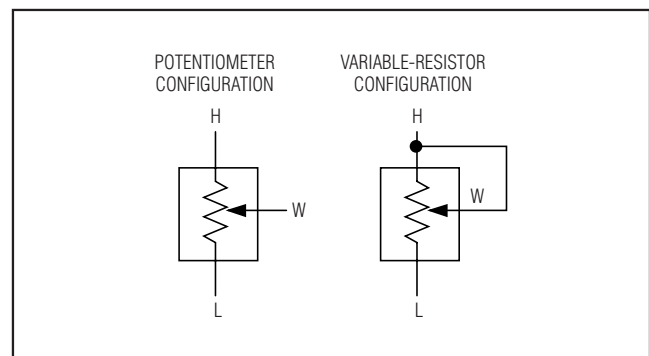 POTENTIOMETER
CONFIGURATION
H
W
L
VARIABLE-RESISTOR
CONFIGURATION
H
W
L